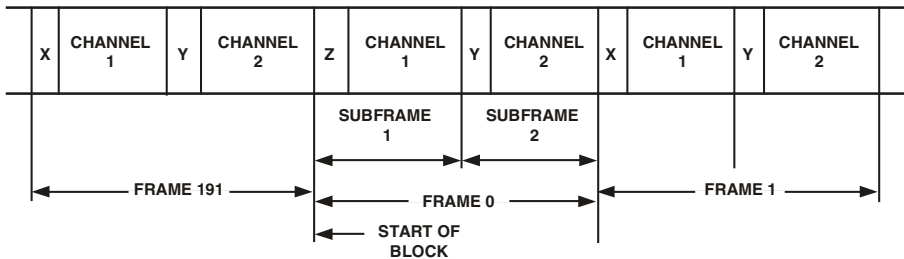 X CHANNEL 1 Y CHANNEL 2 Z CHANNEL 1 Y CHANNEL 2 X CHANNEL 1 Y CHANNEL 2
SUBFRAME 1 SUBFRAME 2
FRAME 191 FRAME 0 FRAME 1
START OF BLOCK